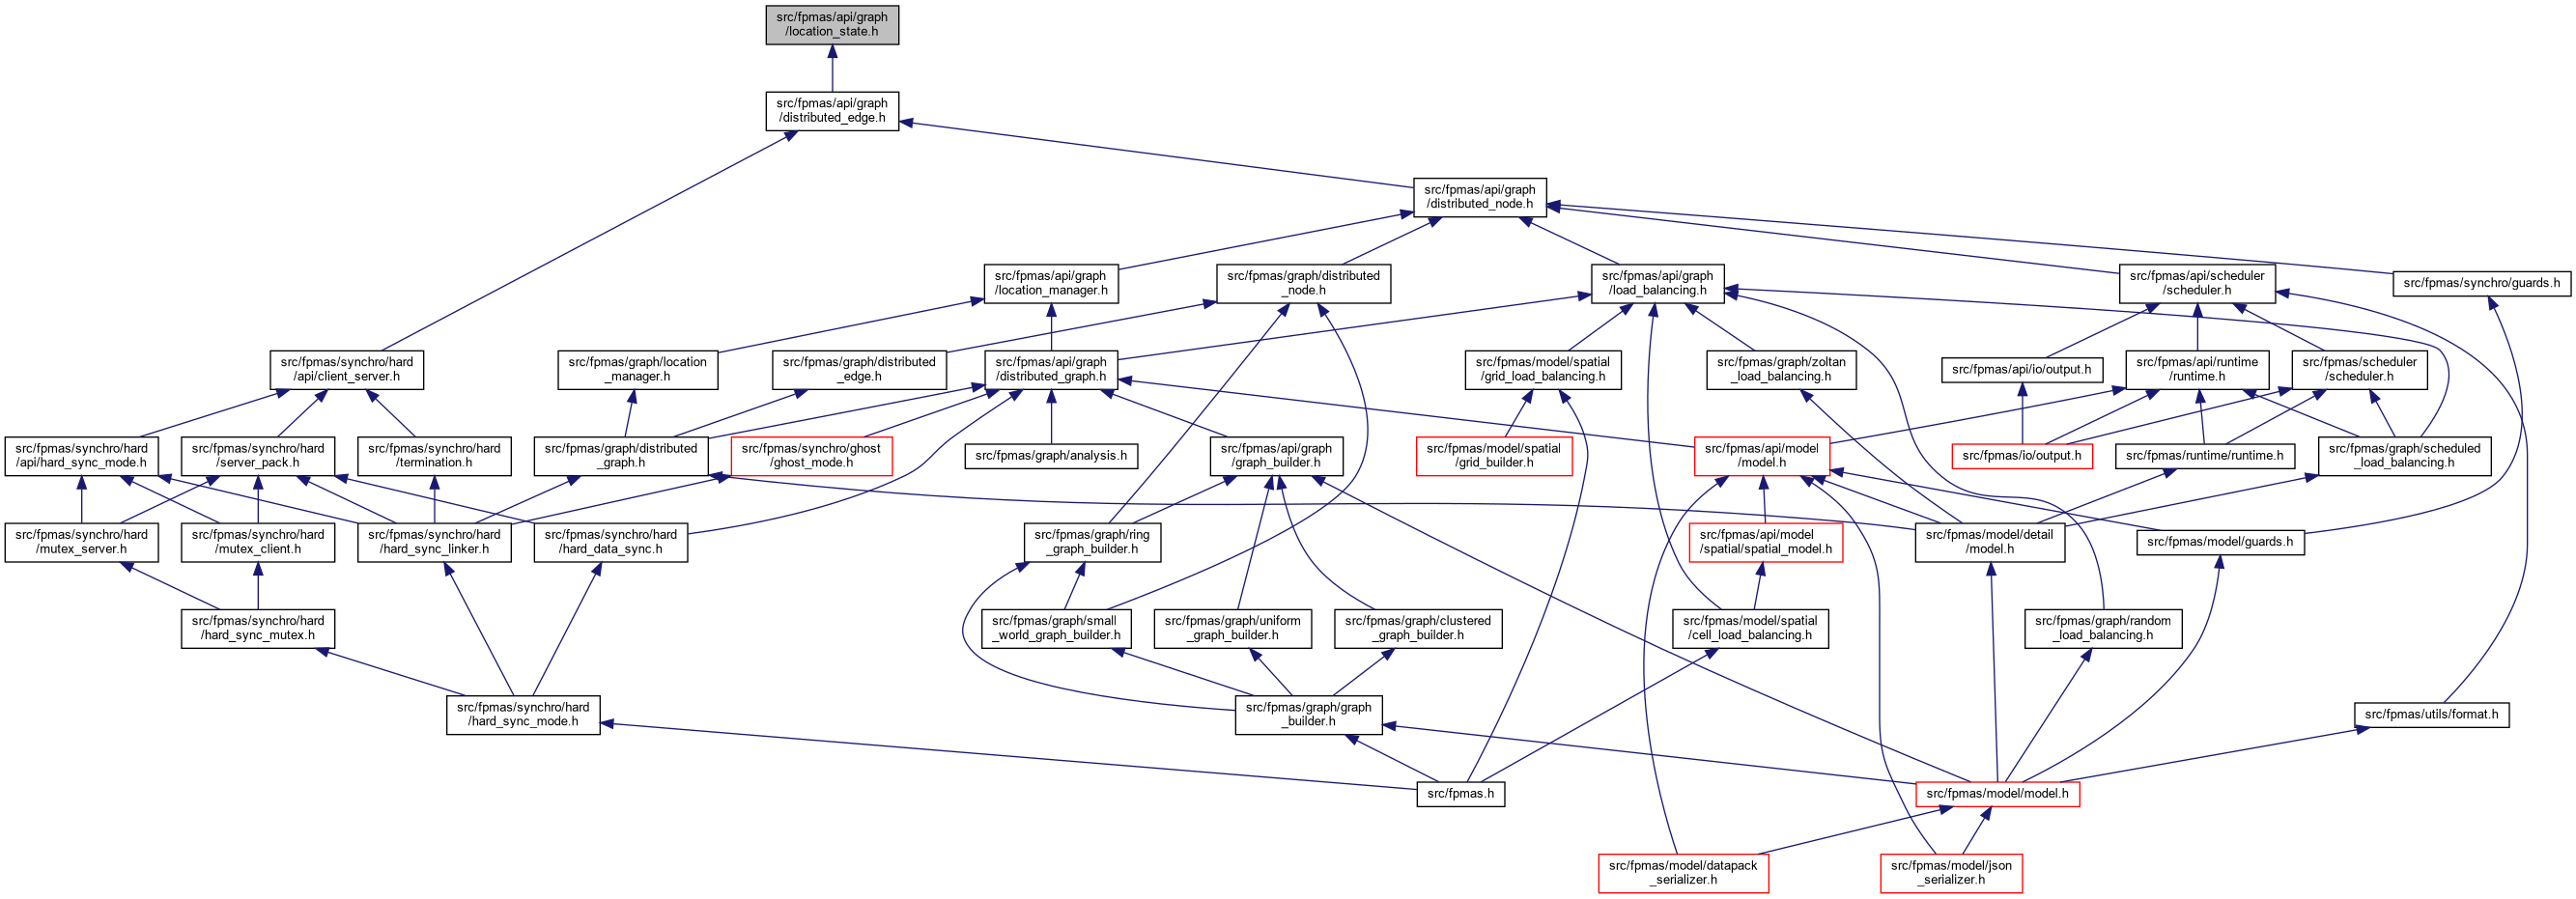 src/fpmas/api/graph
/location_state.h
src/fpmas/api/graph
/distributed_edge.h
src/fpmas/api/graph
/distributed_node.h
src/fpmas/api/graph
/location_manager.h
src/fpmas/graph/distributed
_node.h
src/fpmas/api/graph
/load_balancing.h
src/fpmas/api/scheduler
/scheduler.h
src/fpmas/synchro/guards.h
src/fpmas/synchro/hard
/api/client_server.h
src/fpmas/graph/location
_manager.h
src/fpmas/graph/distributed
_edge.h
src/fpmas/api/graph
/distributed_graph.h
src/fpmas/model/spatial
/grid_load_balancing.h
src/fpmas/graph/zoltan
_load_balancing.h
src/fpmas/api/io/output.h
src/fpmas/api/runtime
/runtime.h
src/fpmas/scheduler
/scheduler.h
src/fpmas/synchro/hard
/api/hard_sync_mode.h
src/fpmas/synchro/hard
/server_pack.h
src/fpmas/synchro/hard
/termination.h
src/fpmas/graph/distributed
_graph.h
src/fpmas/synchro/ghost
/ghost_mode.h
src/fpmas/graph/analysis.h
src/fpmas/api/graph
/graph_builder.h
src/fpmas/model/spatial
/grid_builder.h
src/fpmas/api/model
/model.h
src/fpmas/io/output.h
src/fpmas/runtime/runtime.h
src/fpmas/graph/scheduled
_load_balancing.h
src/fpmas/synchro/hard
/mutex_server.h
src/fpmas/synchro/hard
/mutex_client.h
src/fpmas/synchro/hard
/hard_sync_linker.h
src/fpmas/synchro/hard
/hard_data_sync.h
src/fpmas/graph/ring
_graph_builder.h
src/fpmas/api/model
/spatial/spatial_model.h
src/fpmas/model/detail
/model.h
src/fpmas/model/guards.h
src/fpmas/synchro/hard
/hard_sync_mutex.h
src/fpmas/graph/small
_world_graph_builder.h
src/fpmas/graph/uniform
_graph_builder.h
src/fpmas/graph/clustered
_graph_builder.h
src/fpmas/model/spatial
/cell_load_balancing.h
src/fpmas/graph/random
_load_balancing.h
src/fpmas/synchro/hard
/hard_sync_mode.h
src/fpmas/graph/graph
_builder.h
src/fpmas/utils/format.h
src/fpmas.h
src/fpmas/model/model.h
src/fpmas/model/datapack
_serializer.h
src/fpmas/model/json
_serializer.h